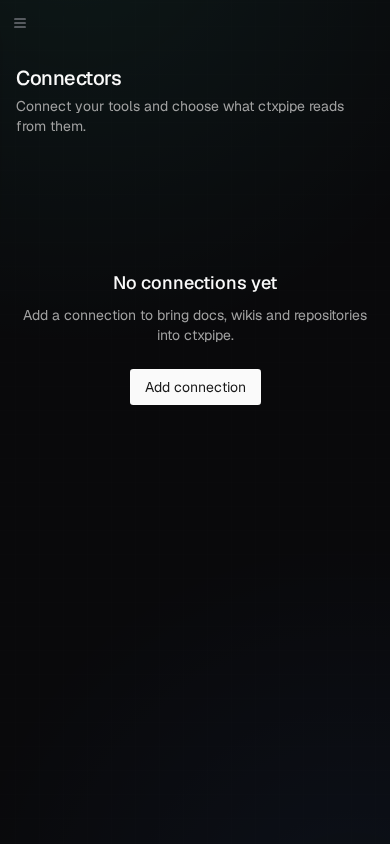 Connectors
Connect your tools and choose what ctxpipe reads
from them.
No connections yet
Add a connection to bring docs, wikis and repositories
into ctxpipe.
Add connection